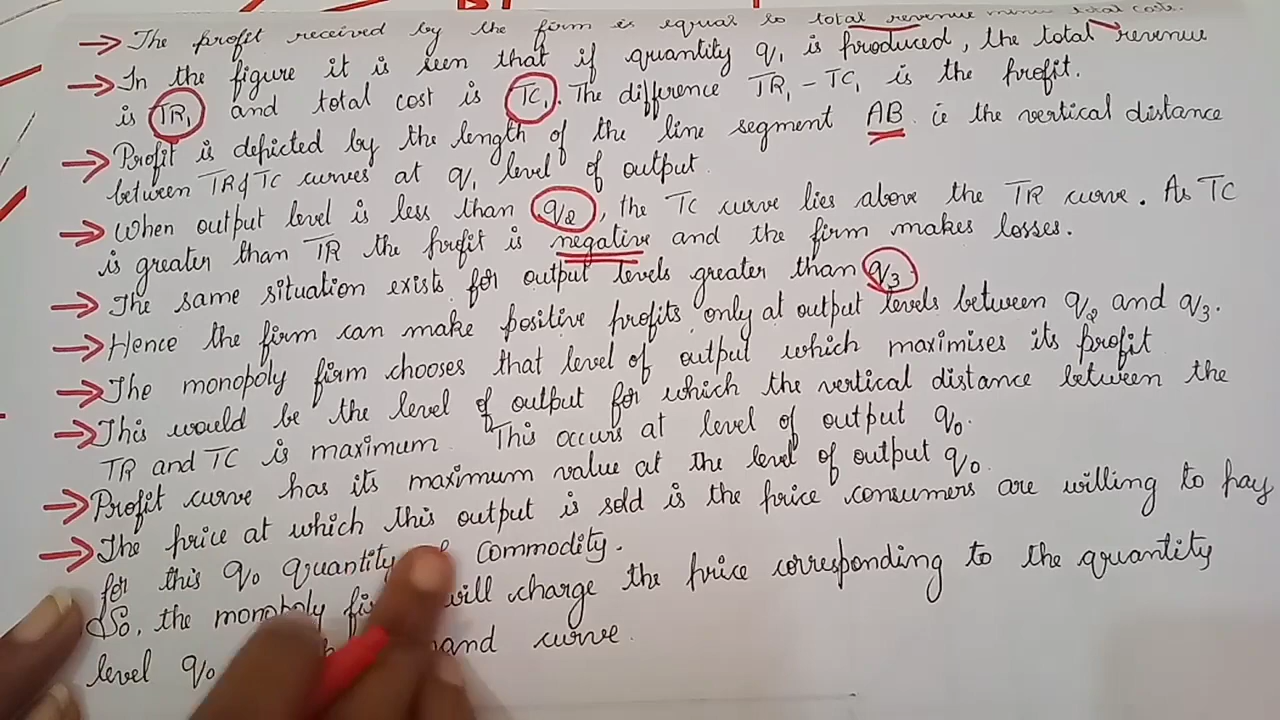 → The profit received by the firm is equal to total revenue minus total cost.
→ In the figure it is seen that if quantity q₁ is produced, the total revenue
is TR₁ and total cost is TC₁. The difference TR₁ - TC₁ is the profit.
→ Profit is depicted by the length of the line segment AB ie the vertical distance
between TR & TC curves at q₁ level of output
→ When output level is less than q₂, the TC curve lies above the TR curve. As TC
is greater than TR the profit is negative and the firm makes losses.
→ The same situation exists for output levels greater than q₃.
→ Hence the firm can make positive profits only at output levels between q₂ and q₃.
→ The monopoly firm chooses that level of output which maximises its profit
→ This would be the level of output for which the vertical distance between the
TR and TC is maximum. This occurs at level of output q₀.
→ Profit curve has its maximum value at the level of output q₀.
→ The price at which this output is sold is the price consumers are willing to pay
for this q₀ quantity commodity.
So, the monopoly will charge the price corresponding to the quantity
level q₀ curve.